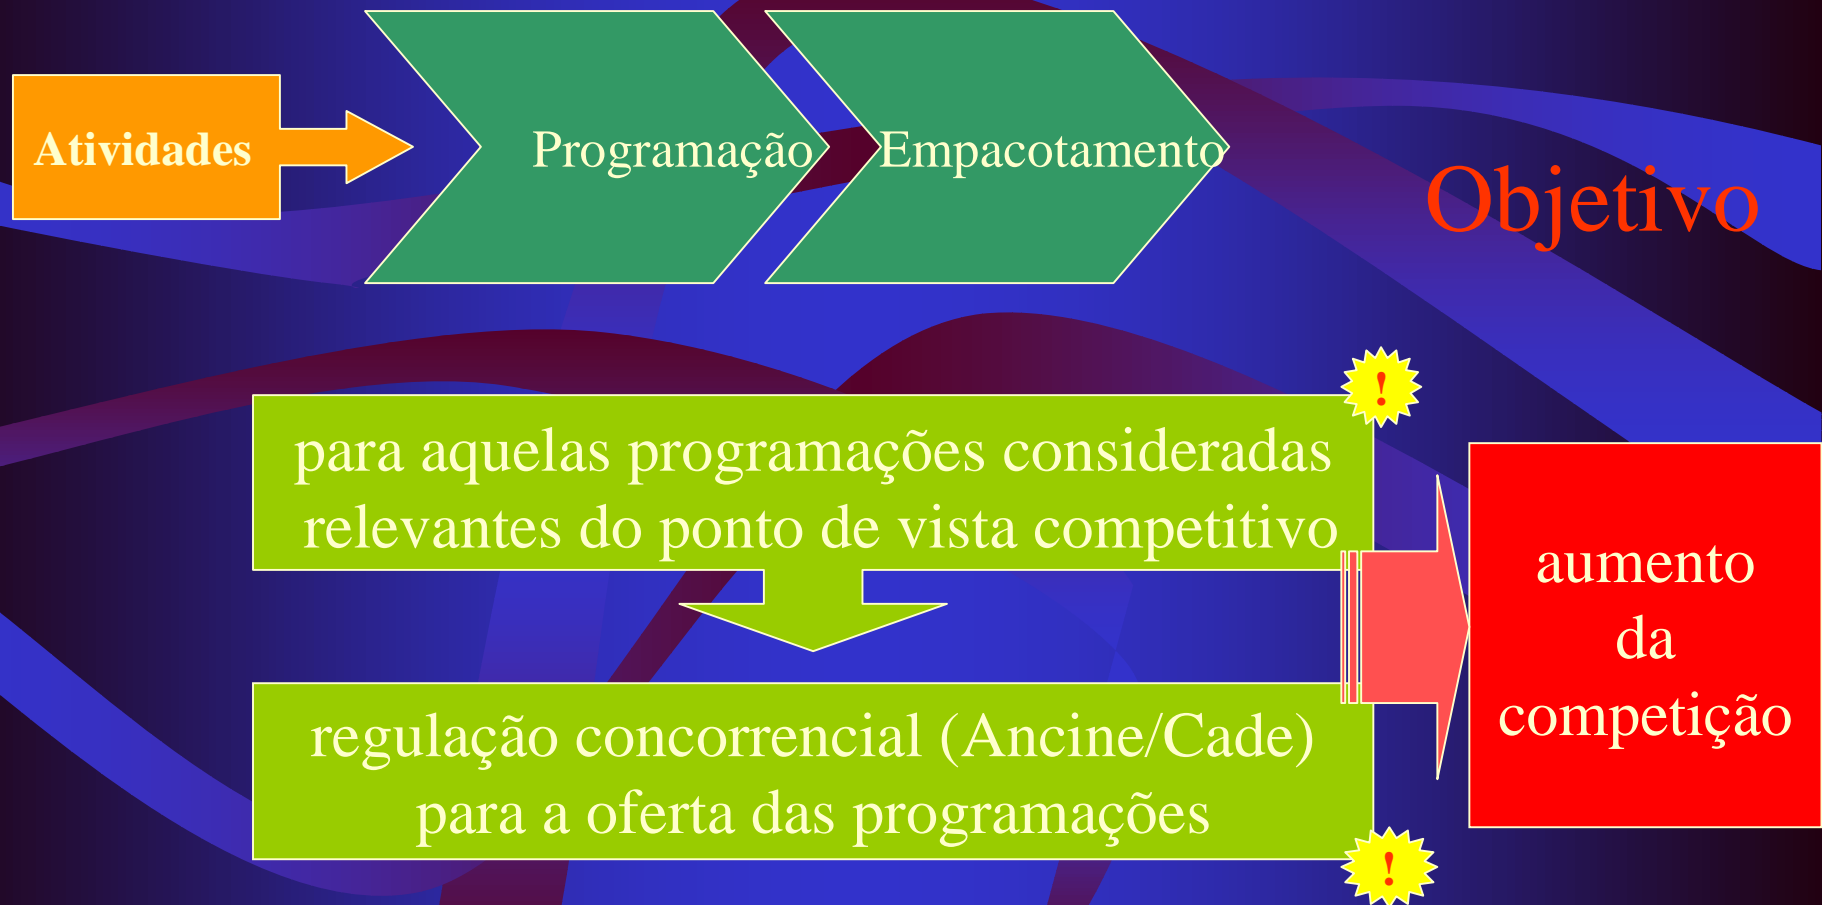 Atividades
Programação
Empacotamento
Objetivo
!
para aquelas programações consideradas
relevantes do ponto de vista competitivo
aumento
da
competição
regulação concorrencial (Ancine/Cade)
para a oferta das programações
!